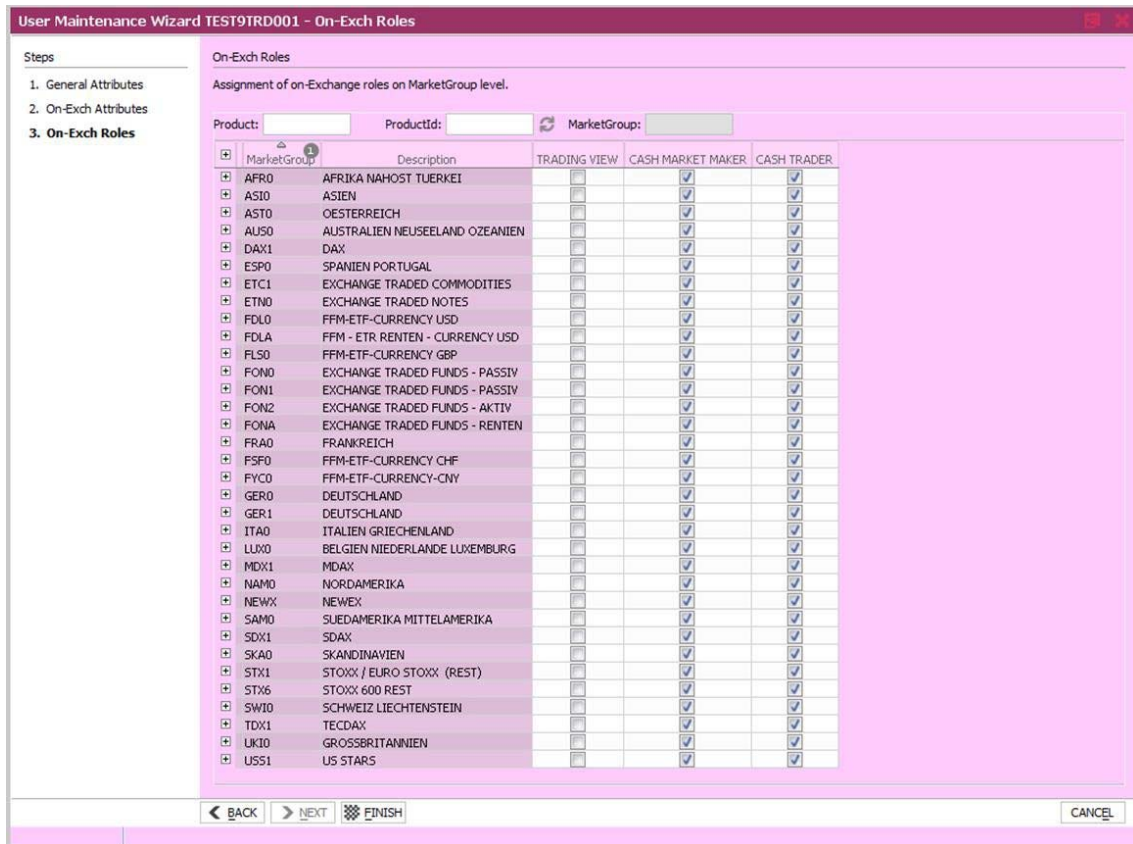 User Maintenance Wizard TEST9TRD001 - On-Exch Roles
Steps
1. General Attributes
2. On-Exch Attributes
3. On-Exch Roles
On-Exch Roles
Assignment of on-Exchange roles on MarketGroup level.
Product: ProductId: MarketGroup:
MarketGroup 1 Description TRADING VIEW CASH MARKET MAKER CASH TRADER
AFR0 AFRIKA NAHOST TUERKEI
ASI0 ASIEN
AST0 OESTERREICH
AUS0 AUSTRALIEN NEUSEELAND OZEANIEN
DAX1 DAX
ESP0 SPANIEN PORTUGAL
ETC1 EXCHANGE TRADED COMMODITIES
ETN0 EXCHANGE TRADED NOTES
FDL0 FFM-ETF-CURRENCY USD
FDLA FFM - ETR RENTEN - CURRENCY USD
FLS0 FFM-ETF-CURRENCY GBP
FON0 EXCHANGE TRADED FUNDS - PASSIV
FON1 EXCHANGE TRADED FUNDS - PASSIV
FON2 EXCHANGE TRADED FUNDS - AKTIV
FONA EXCHANGE TRADED FUNDS - RENTEN
FRA0 FRANKREICH
FSF0 FFM-ETF-CURRENCY CHF
FYC0 FFM-ETF-CURRENCY-CNY
GER0 DEUTSCHLAND
GER1 DEUTSCHLAND
ITA0 ITALIEN GRIECHENLAND
LUX0 BELGIEN NIEDERLANDE LUXEMBURG
MDX1 MDAX
NAM0 NORDAMERIKA
NEWX NEWEX
SAM0 SUEDAMERIKA MITTELAMERIKA
SDX1 SDAX
SKA0 SKANDINAVIEN
STX1 STOXX / EURO STOXX (REST)
STX6 STOXX 600 REST
SWI0 SCHWEIZ LIECHTENSTEIN
TDX1 TECDAX
UKI0 GROSSBRITANNIEN
USS1 US STARS
BACK NEXT FINISH CANCEL